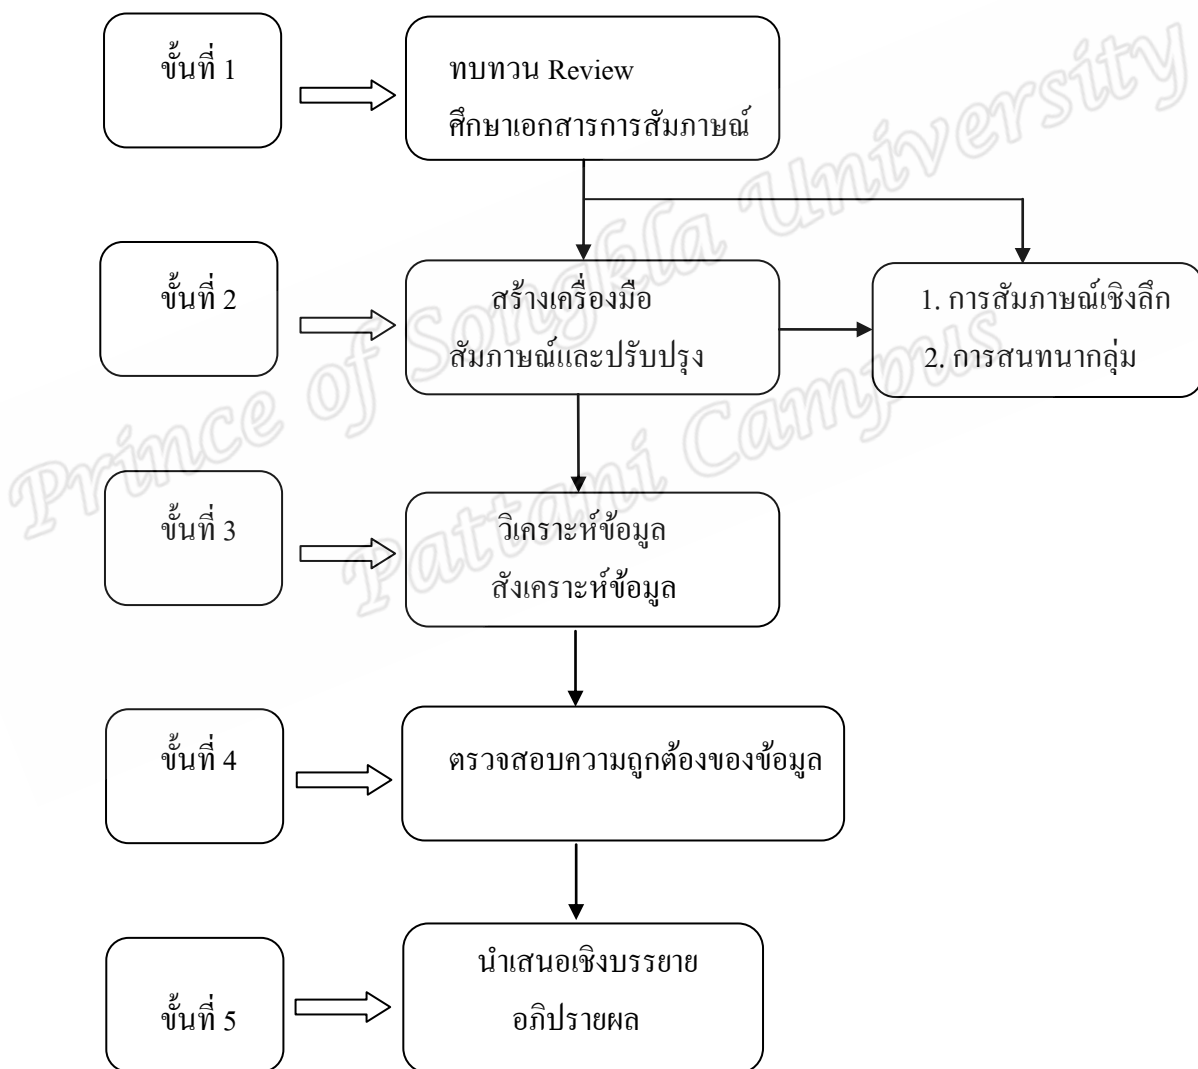 ขั้นที่ 1
ทบทวน Review
ศึกษาเอกสารการสัมภาษณ์
ขั้นที่ 2
สร้างเครื่องมือ
สัมภาษณ์และปรับปรุง
1. การสัมภาษณ์เชิงลึก
2. การสนทนากลุ่ม
ขั้นที่ 3
วิเคราะห์ข้อมูล
สังเคราะห์ข้อมูล
ขั้นที่ 4
ตรวจสอบความถูกต้องของข้อมูล
ขั้นที่ 5
นำเสนอเชิงบรรยาย
อภิปรายผล
Prince of Songkla University
Pattani Campus